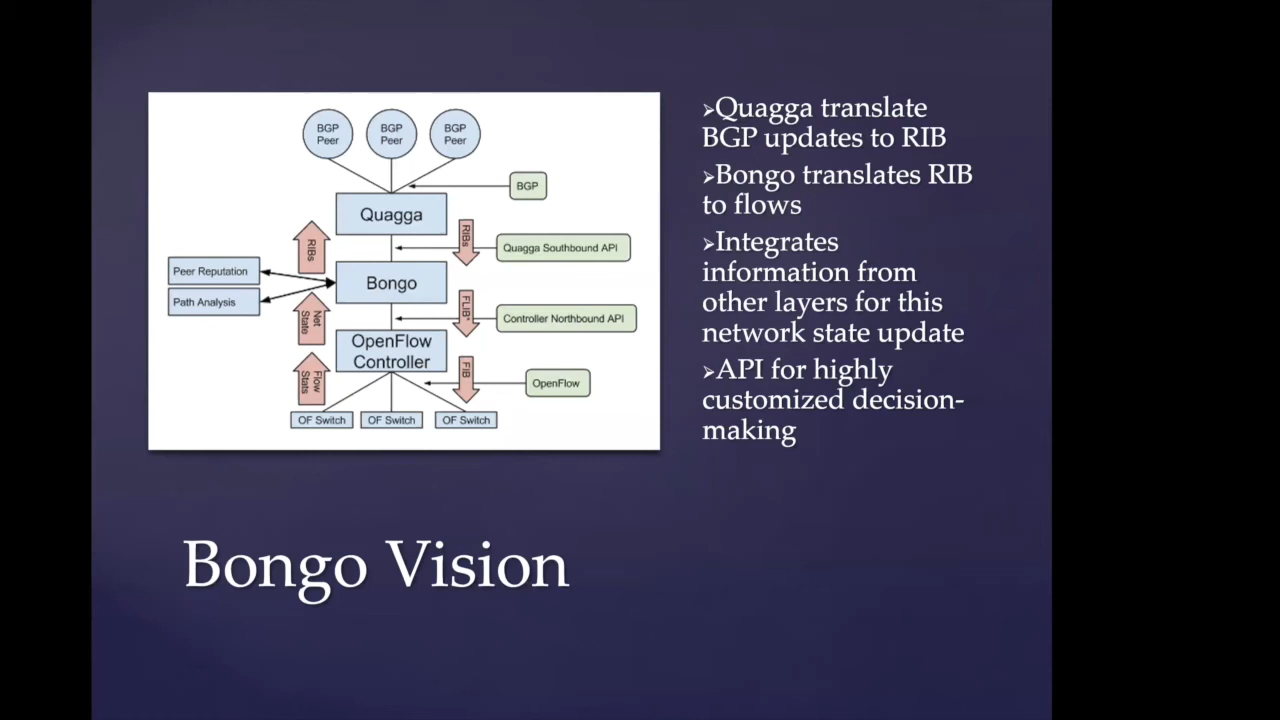 BGP
Peer
BGP
Peer
BGP
Peer
BGP
Quagga
RIBs
RIBs
Quagga Southbound API
Peer Reputation
Bongo
Path Analysis
Net
State
FLIB*
Controller Northbound API
OpenFlow
Controller
Flow
Stats
FIB
OpenFlow
OF Switch
OF Switch
OF Switch
➢Quagga translate
BGP updates to RIB
➢Bongo translates RIB
to flows
➢Integrates
information from
other layers for this
network state update
➢API for highly
customized decision-
making
Bongo Vision